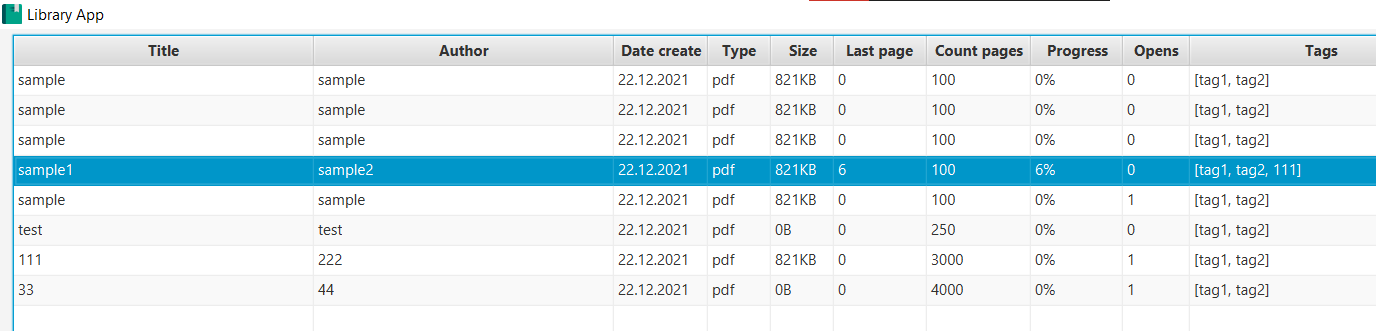 Library App
Title Author Date create Type Size Last page Count pages Progress Opens Tags
sample sample 22.12.2021 pdf 821KB 0 100 0% 0 [tag1, tag2]
sample sample 22.12.2021 pdf 821KB 0 100 0% 0 [tag1, tag2]
sample sample 22.12.2021 pdf 821KB 0 100 0% 0 [tag1, tag2]
sample1 sample2 22.12.2021 pdf 821KB 6 100 6% 0 [tag1, tag2, 111]
sample sample 22.12.2021 pdf 821KB 0 100 0% 1 [tag1, tag2]
test test 22.12.2021 pdf 0B 0 250 0% 0 [tag1, tag2]
111 222 22.12.2021 pdf 821KB 0 3000 0% 1 [tag1, tag2]
33 44 22.12.2021 pdf 0B 0 4000 0% 1 [tag1, tag2]